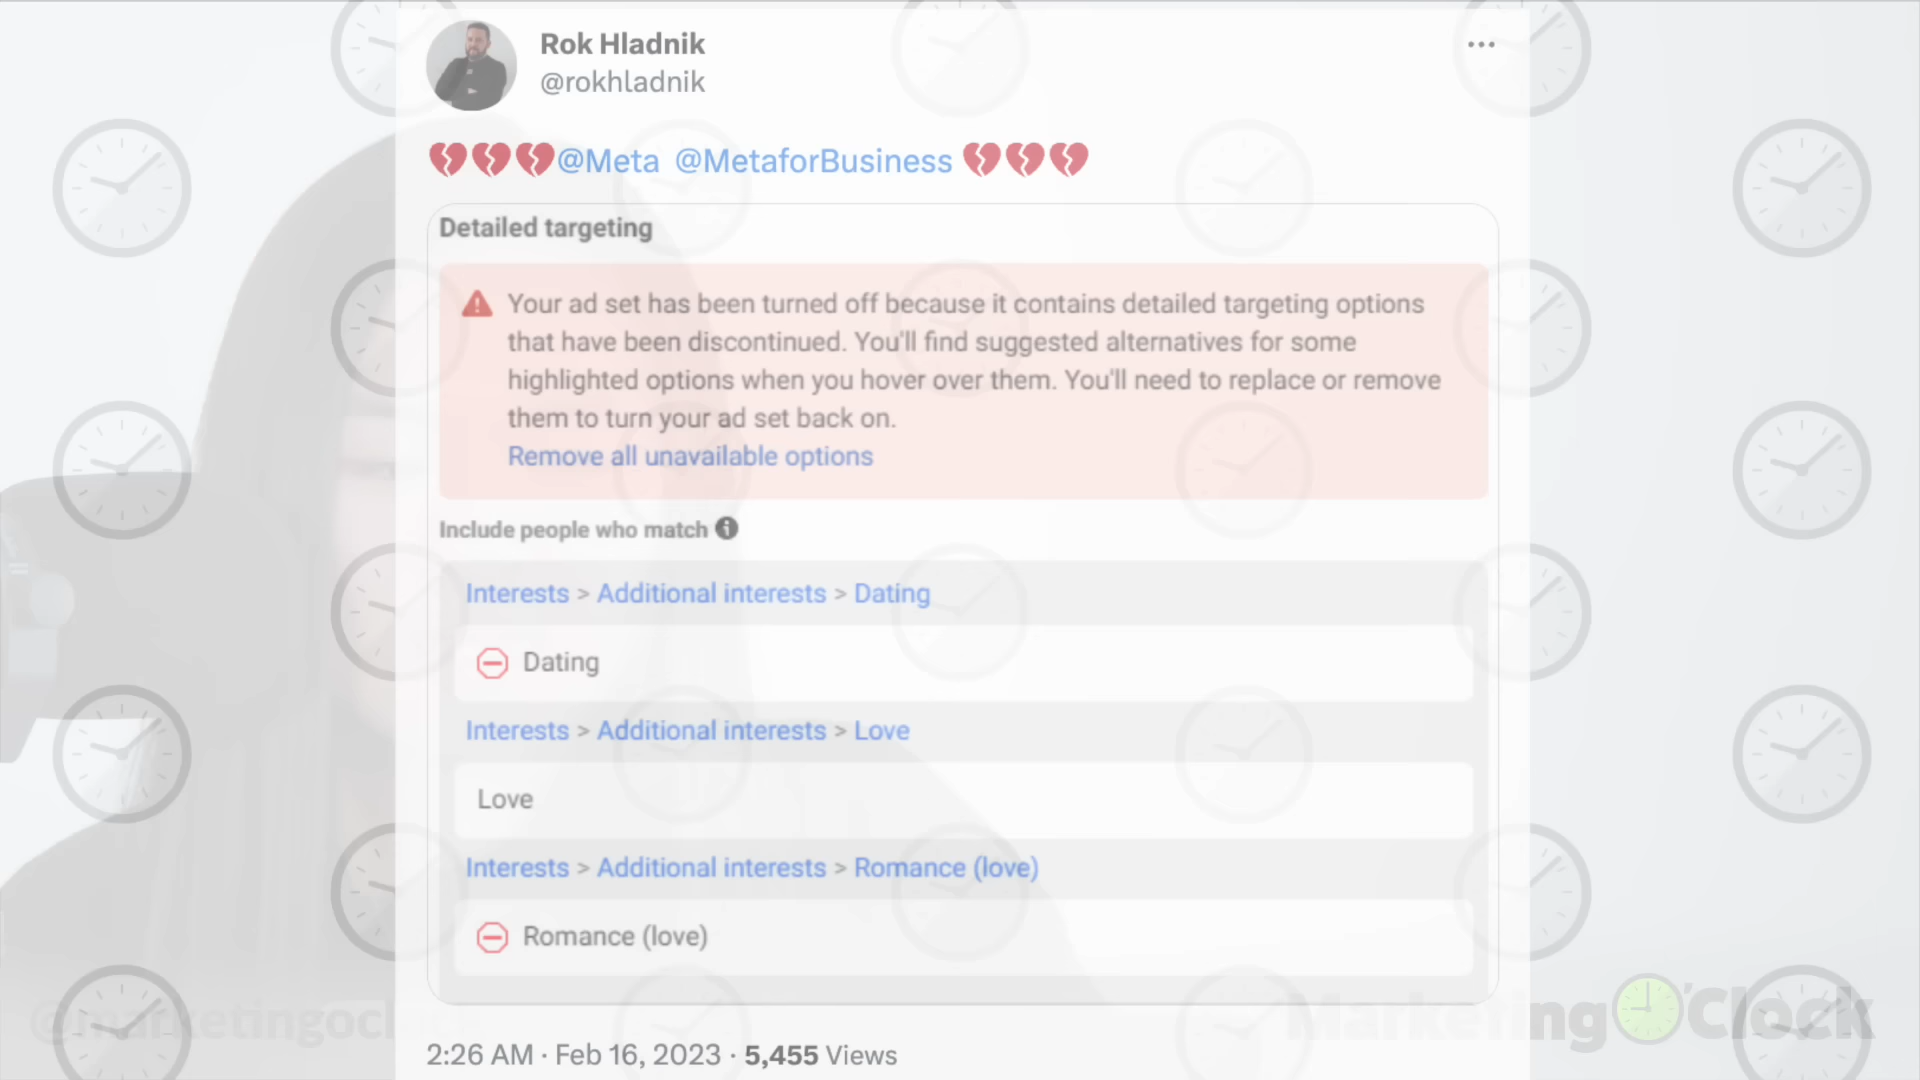 Rok Hladnik
@rokhladnik
💔💔💔@Meta @MetaforBusiness 💔💔💔
Detailed targeting
Your ad set has been turned off because it contains detailed targeting options
that have been discontinued. You'll find suggested alternatives for some
highlighted options when you hover over them. You'll need to replace or remove
them to turn your ad set back on.
Remove all unavailable options
Include people who match
Interests > Additional interests > Dating
Dating
Interests > Additional interests > Love
Love
Interests > Additional interests > Romance (love)
Romance (love)
@marketingocl
Marketing O'Clock
2:26 AM · Feb 16, 2023 · 5,455 Views